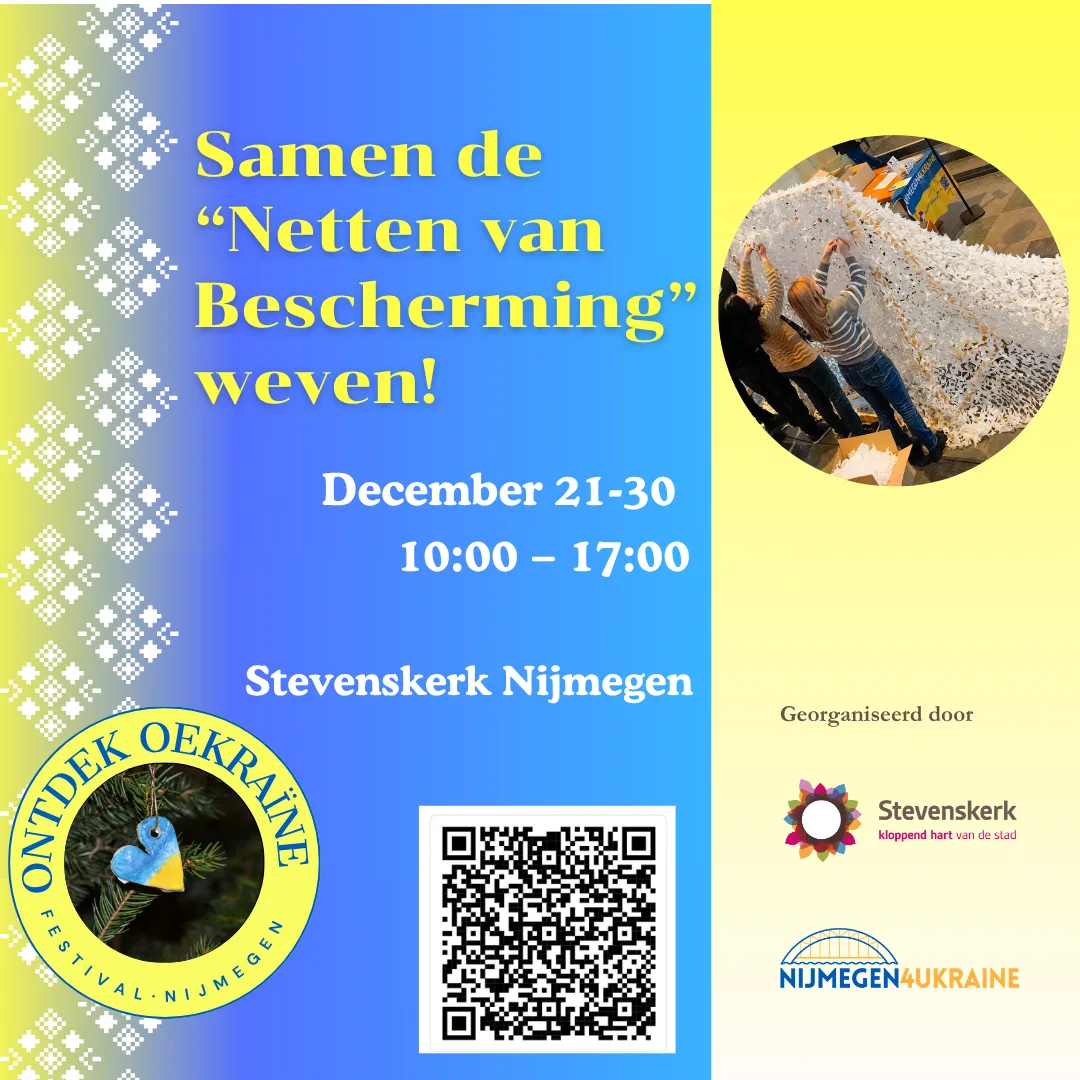 Samen de
“Netten van
Bescherming”
weven!
December 21-30
10:00 – 17:00
Stevenskerk Nijmegen
ONTDEK OEKRAÏNE
FESTIVAL·NIJMEGEN
NIJMEGEN4UKRAINE
Georganiseerd door
Stevenskerk
kloppend hart van de stad
NIJMEGEN4UKRAINE